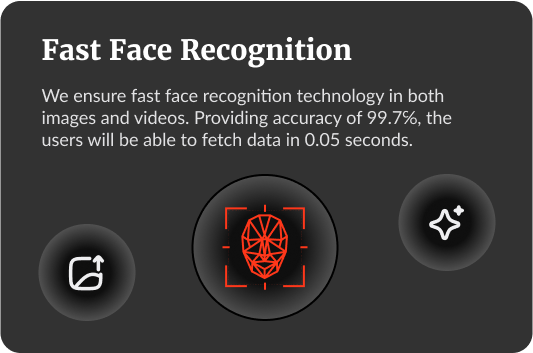 Fast Face Recognition
We ensure fast face recognition technology in both
images and videos. Providing accuracy of 99.7℅, the
users will be able to fetch data in 0.05 seconds.